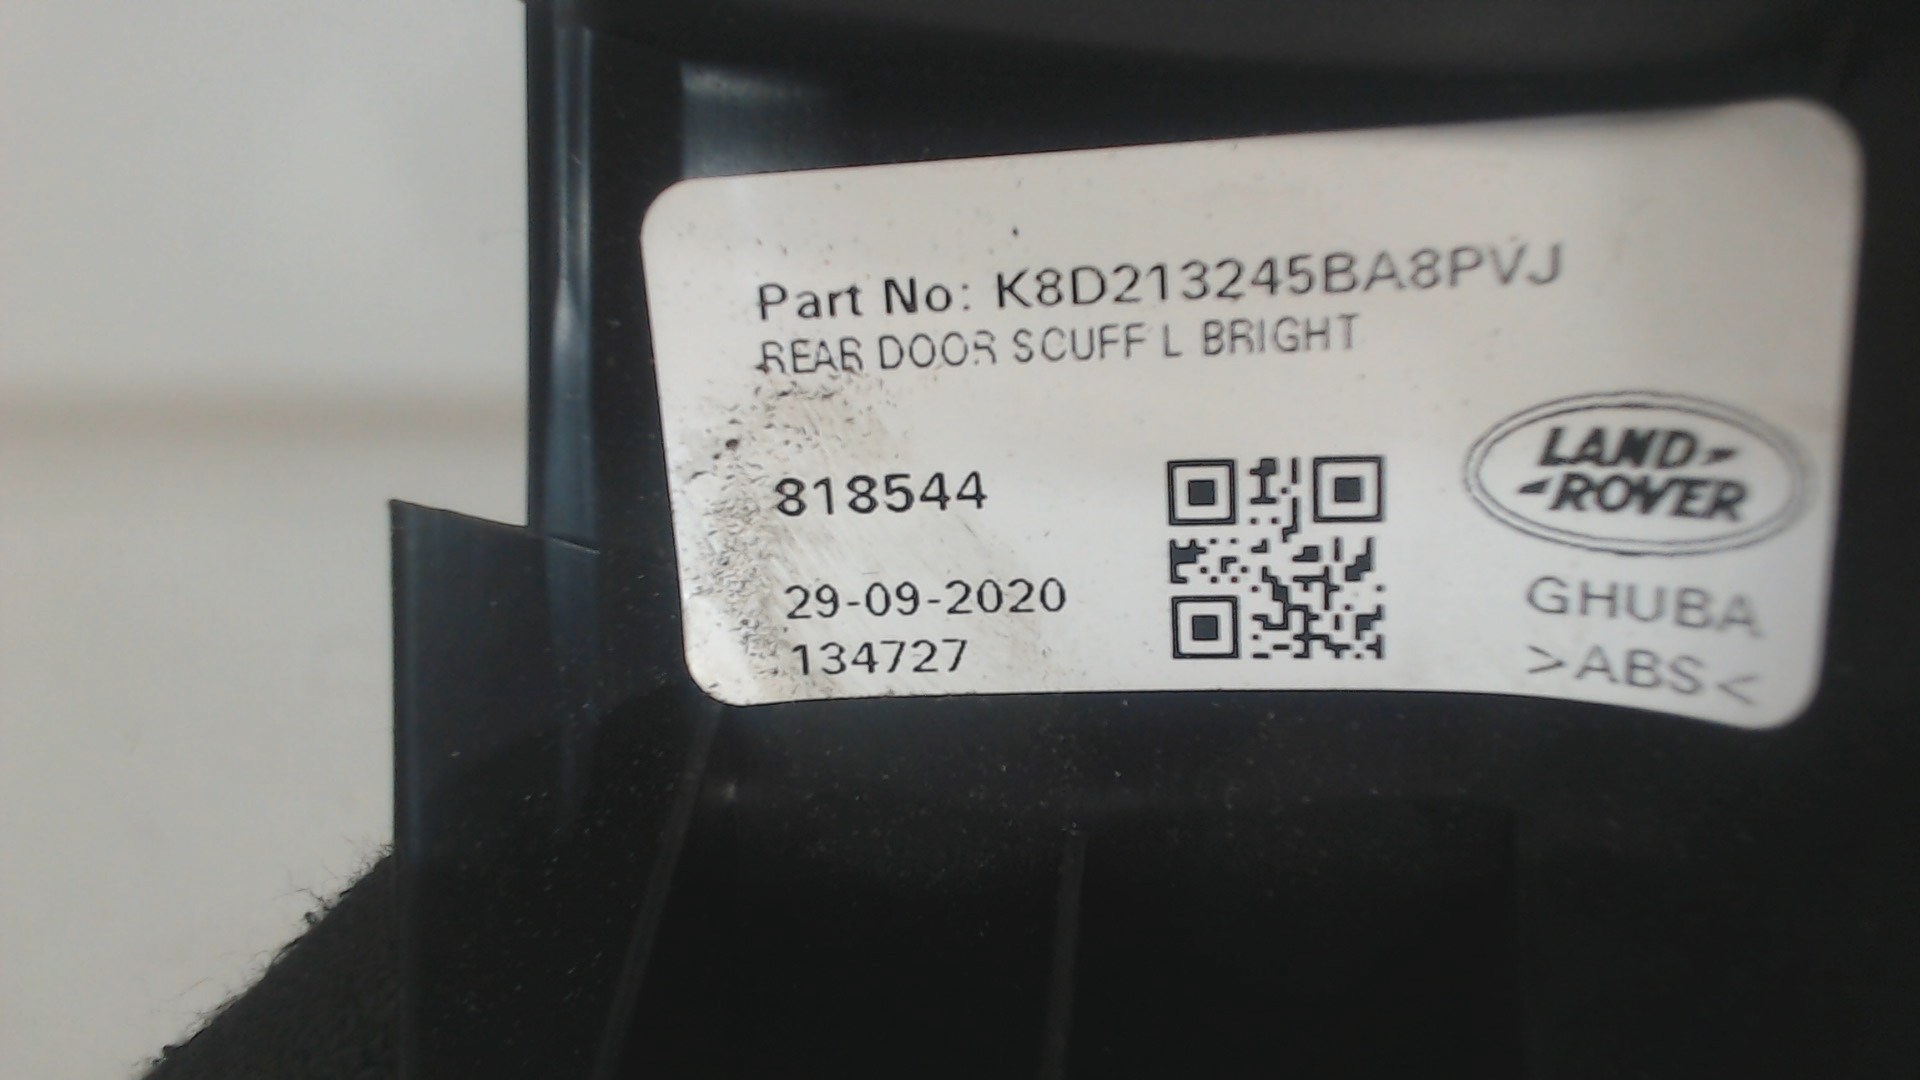 Part No: K8D213245BA8PVJ
REAR DOOR SCUFF L BRIGHT
818544
29-09-2020
134727
LAND-
-ROVER
GHUBA
>ABS<